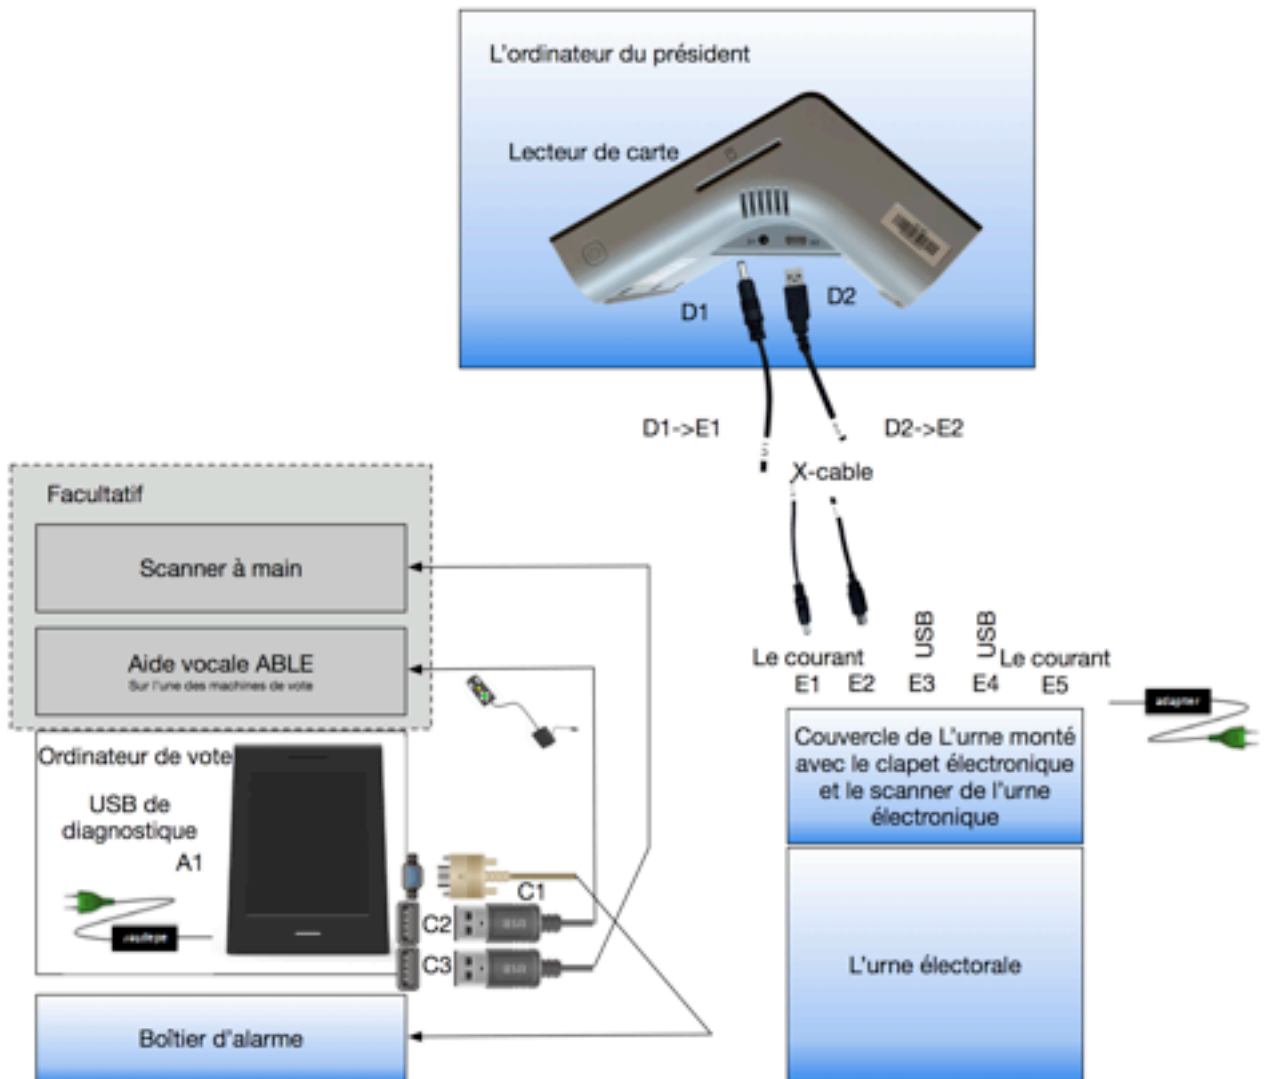 L'ordinateur du président
Lecteur de carte
D1
D2
D1->E1
D2->E2
X-cable
Facultatif
Scanner à main
Aide vocale ABLE
Sur l'une des machines de vote
Ordinateur de vote
USB de
diagnostique
A1
C1
C2
C3
Boîtier d'alarme
USB
USB
Le courant
Le courant
E1
E2
E3
E4
E5
adapter
Couvercle de L'urne monté
avec le clapet électronique
et le scanner de l'urne
électronique
L'urne électorale